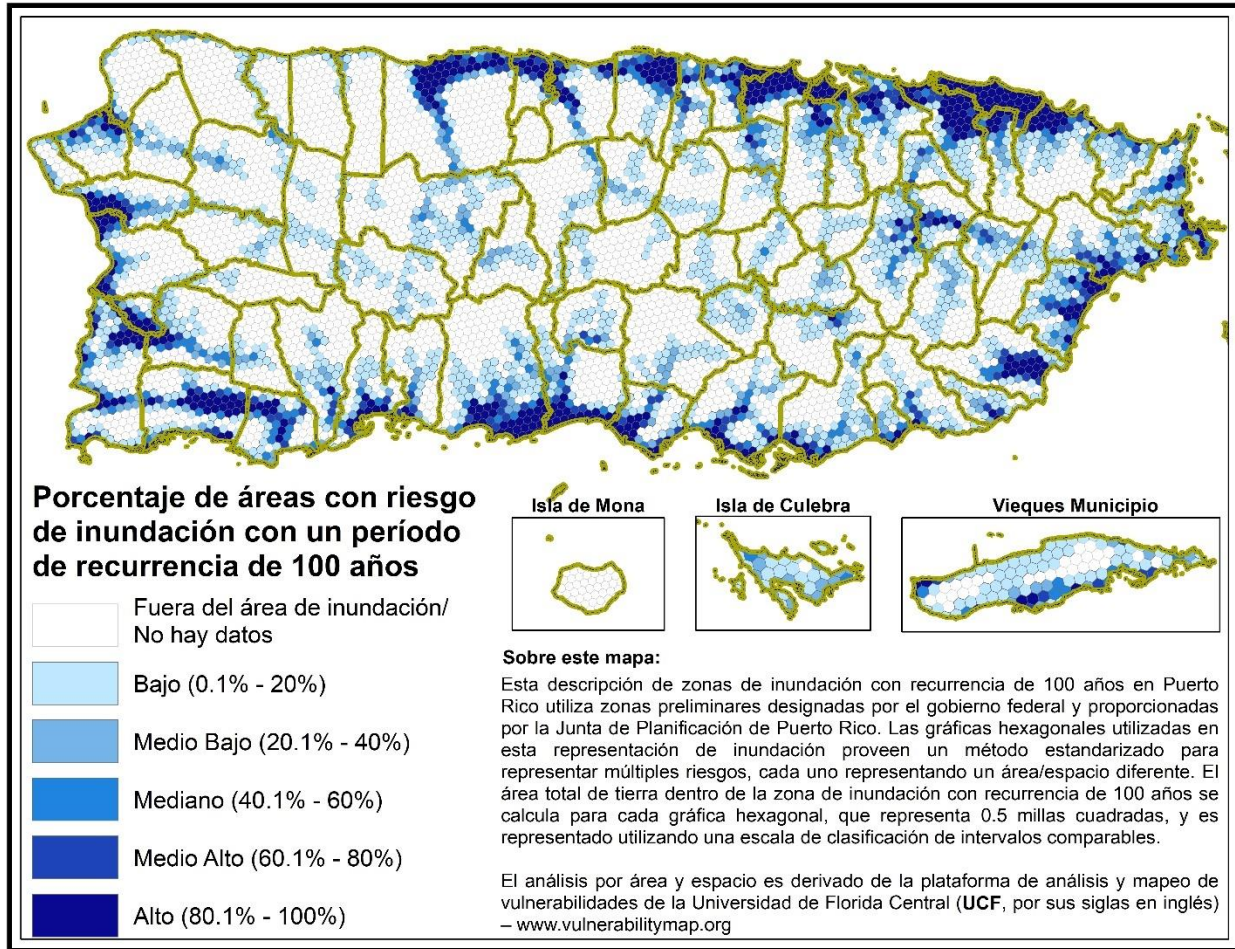 Porcentaje de áreas con riesgo
de inundación con un período
de recurrencia de 100 años
Fuera del área de inundación/
No hay datos
Bajo (0.1% - 20%)
Medio Bajo (20.1% - 40%)
Mediano (40.1% - 60%)
Medio Alto (60.1% - 80%)
Alto (80.1% - 100%)
Isla de Mona
Isla de Culebra
Vieques Municipio
Sobre este mapa:
Esta descripción de zonas de inundación con recurrencia de 100 años en Puerto
Rico utiliza zonas preliminares designadas por el gobierno federal y proporcionadas
por la Junta de Planificación de Puerto Rico. Las gráficas hexagonales utilizadas en
esta representación de inundación proveen un método estandarizado para
representar múltiples riesgos, cada uno representando un área/espacio diferente. El
área total de tierra dentro de la zona de inundación con recurrencia de 100 años se
calcula para cada gráfica hexagonal, que representa 0.5 millas cuadradas, y es
representado utilizando una escala de clasificación de intervalos comparables.
El análisis por área y espacio es derivado de la plataforma de análisis y mapeo de
vulnerabilidades de la Universidad de Florida Central (UCF, por sus siglas en inglés)
– www.vulnerabilitymap.org